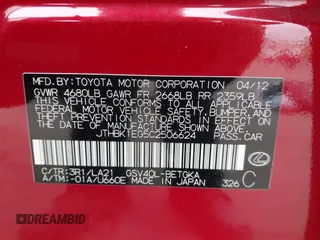 MFD.BY:TOYOTA MOTOR CORPORATION 04/12
GVWR 4680LB GAWR FR 2668LB RR 2359LB
THIS VEHICLE CONFORMS TO ALL APPLICABLE
FEDERAL MOTOR VEHICLE SAFETY, BUMPER, AND
THEFT PREVENTION STANDARDS IN EFFECT ON
THE DATE OF MANUFACTURE SHOWN ABOVE.
JTHBK1EG5C2506624 PASS.CAR
C/TR:3R1/LA21 GSV40L-BETGKA C
A/TM:-01A/U660E MADE IN JAPAN 326
DREAMBID